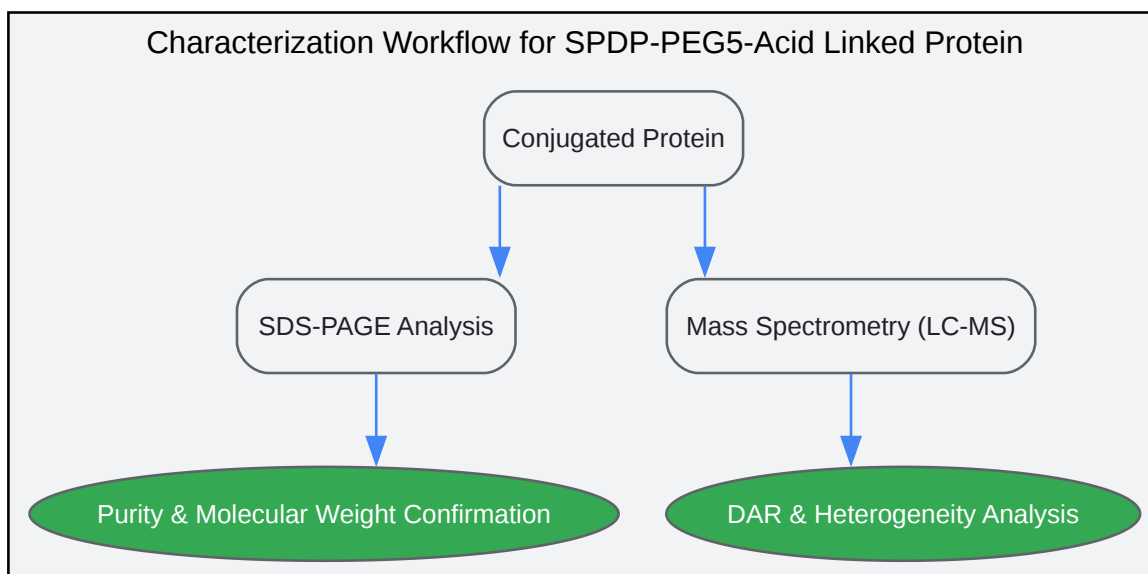 Characterization Workflow for SPDP-PEG5-Acid Linked Protein
Conjugated Protein
SDS-PAGE Analysis
Mass Spectrometry (LC-MS)
Purity & Molecular Weight Confirmation
DAR & Heterogeneity Analysis